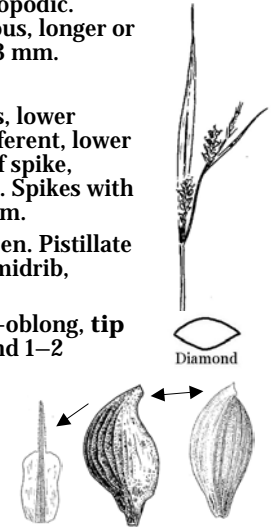 opodic.
ous, longer or
3 mm.
s, lower
ferent, lower
f spike,
. Spikes with
m.
en. Pistillate
midrib,
-oblong, tip
nd 1–2
Diamond